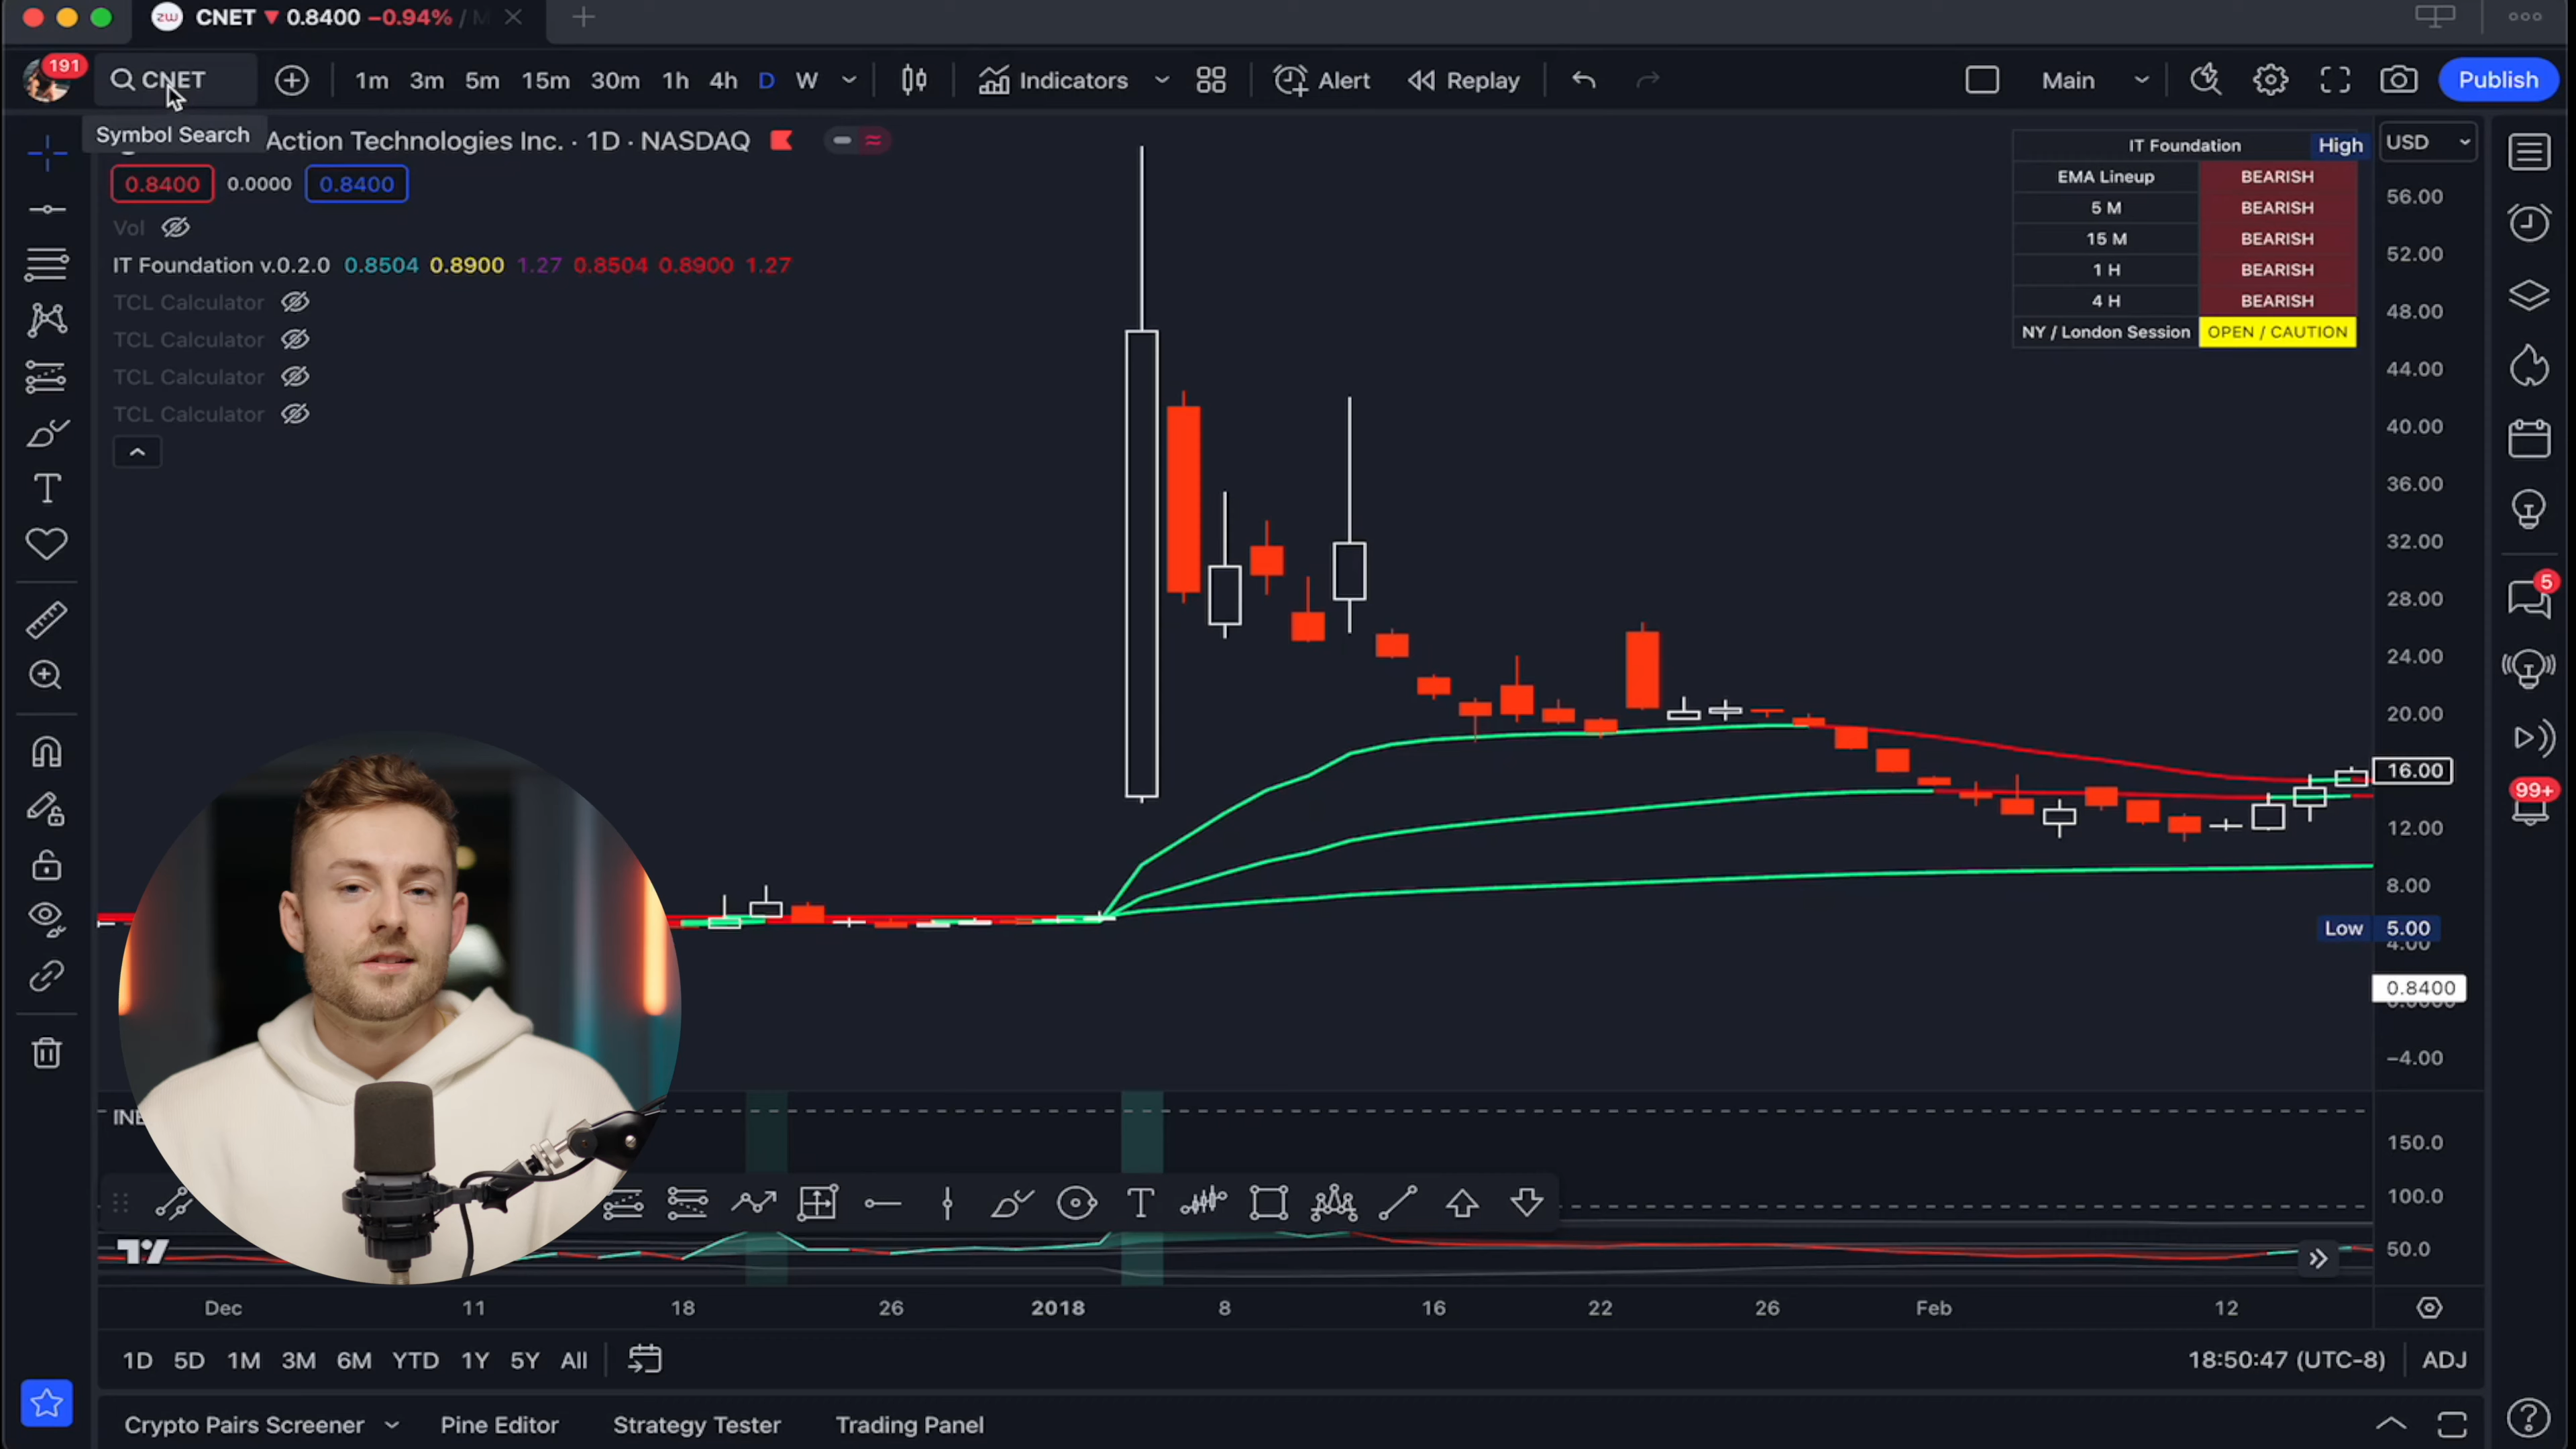 zw CNET ▼ 0.8400 −0.94% /
191 CNET 1m 3m 5m 15m 30m 1h 4h D W Indicators Alert Replay Main Publish
Symbol Search Action Technologies Inc. · 1D · NASDAQ
0.8400 0.0000 0.8400
Vol
IT Foundation v.0.2.0 0.8504 0.8900 1.27 0.8504 0.8900 1.27
TCL Calculator
TCL Calculator
TCL Calculator
TCL Calculator
IT Foundation High
EMA Lineup BEARISH
5 M BEARISH
15 M BEARISH
1 H BEARISH
4 H BEARISH
NY / London Session OPEN / CAUTION
USD
56.00
52.00
48.00
44.00
40.00
36.00
32.00
28.00
24.00
20.00
16.00
12.00
8.00
Low 5.00
4.00
0.8400
−4.00
150.0
100.0
50.0
5
99+
Dec 11 18 26 2018 8 16 22 26 Feb 12
1D 5D 1M 3M 6M YTD 1Y 5Y All 18:50:47 (UTC-8) ADJ
Crypto Pairs Screener Pine Editor Strategy Tester Trading Panel